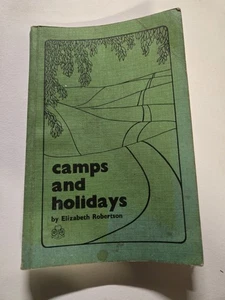 camps
and
holidays
by Elizabeth Robertson